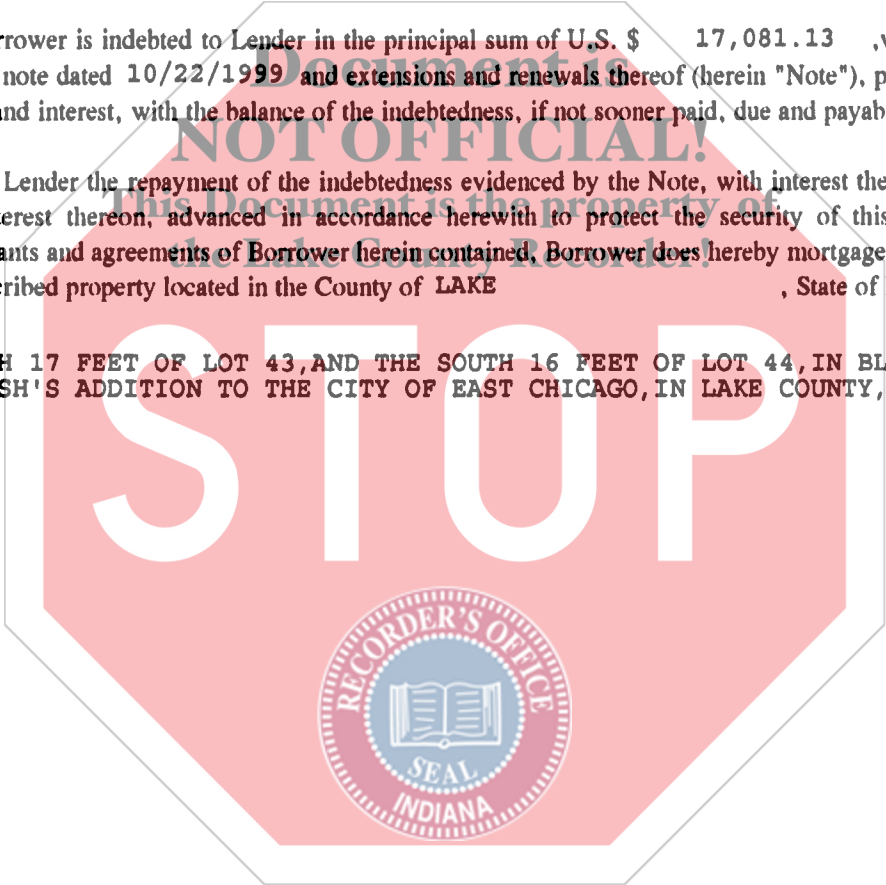 rrower is indebted to Lender in the principal sum of U.S. $ 17,081.13 ,
Document is
note dated 10/22/1999 and extensions and renewals thereof (herein "Note"), p
nd interest, with the balance of the indebtedness, if not sooner paid, due and payab
NOT OFFICIAL!
Lender the repayment of the indebtedness evidenced by the Note, with interest the
This Document is the property of
erest thereon, advanced in accordance herewith to protect the security of this
the Lake County Recorder!
ants and agreements of Borrower herein contained, Borrower does hereby mortgage
ribed property located in the County of LAKE , State of
H 17 FEET OF LOT 43,AND THE SOUTH 16 FEET OF LOT 44,IN BL
SH'S ADDITION TO THE CITY OF EAST CHICAGO,IN LAKE COUNTY,
STOP
RECORDER'S OFFICE
SEAL
INDIANA